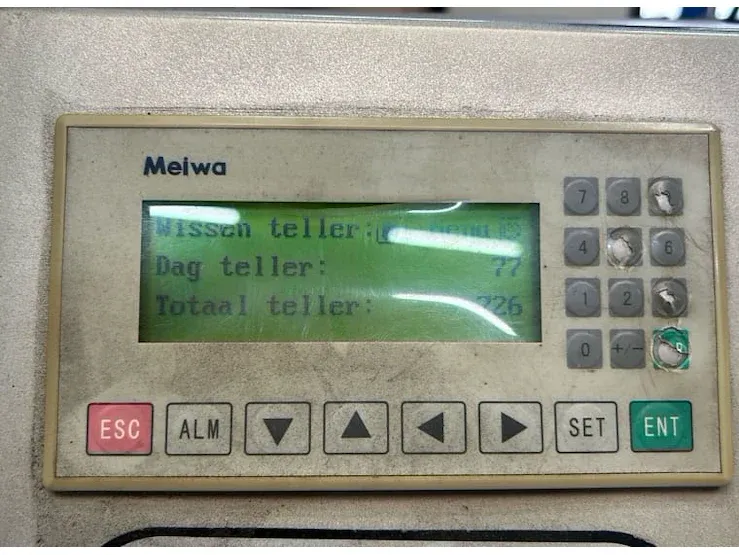 Meiwa
Wissen teller:
Dag teller: 77
Totaal teller: 226
7 8
4 6
1 2
0 +/-
ESC ALM ▼ ▲ ◀ ▶ SET ENT